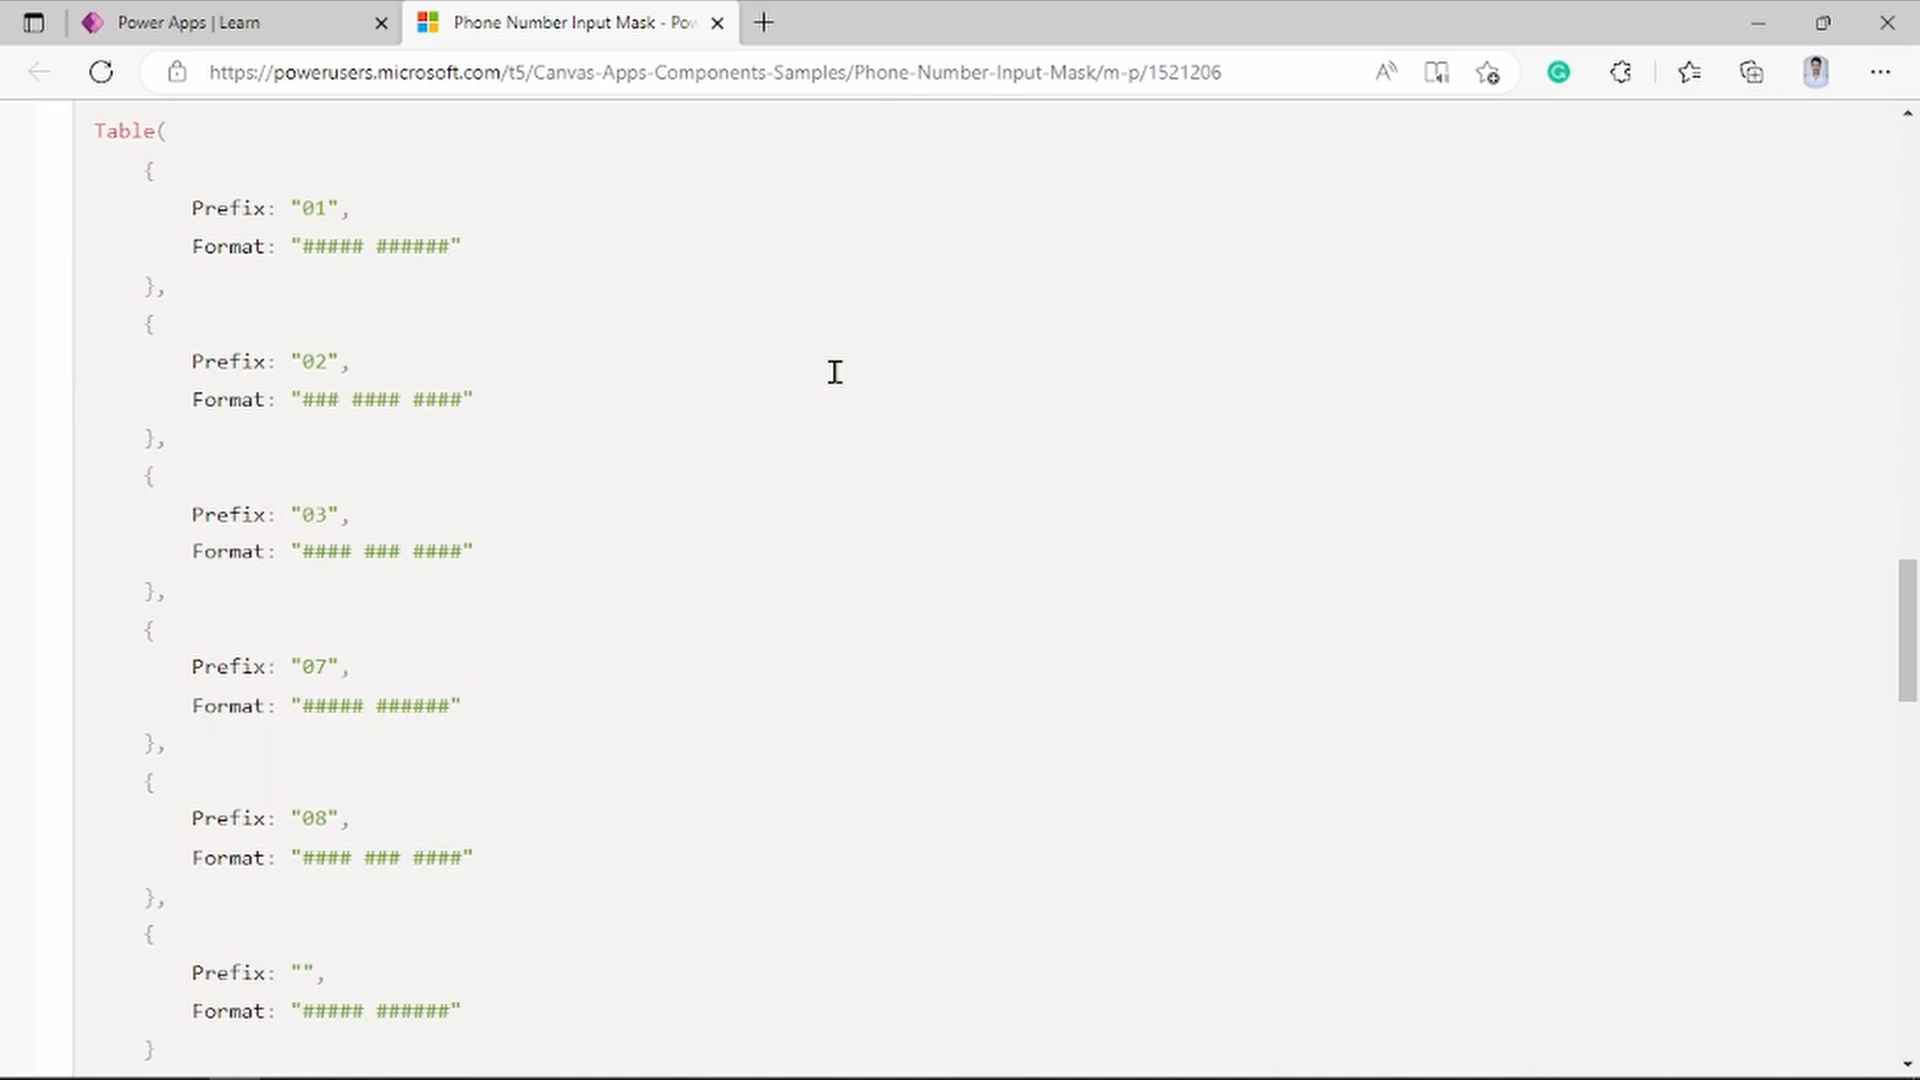 Power Apps | Learn
Phone Number Input Mask - Pow
https://powerusers.microsoft.com/t5/Canvas-Apps-Components-Samples/Phone-Number-Input-Mask/m-p/1521206
Table(
{
Prefix: "01",
Format: "##### ######"
},
{
Prefix: "02",
Format: "### #### ####"
},
{
Prefix: "03",
Format: "#### ### ####"
},
{
Prefix: "07",
Format: "##### ######"
},
{
Prefix: "08",
Format: "#### ### ####"
},
{
Prefix: "",
Format: "##### ######"
}